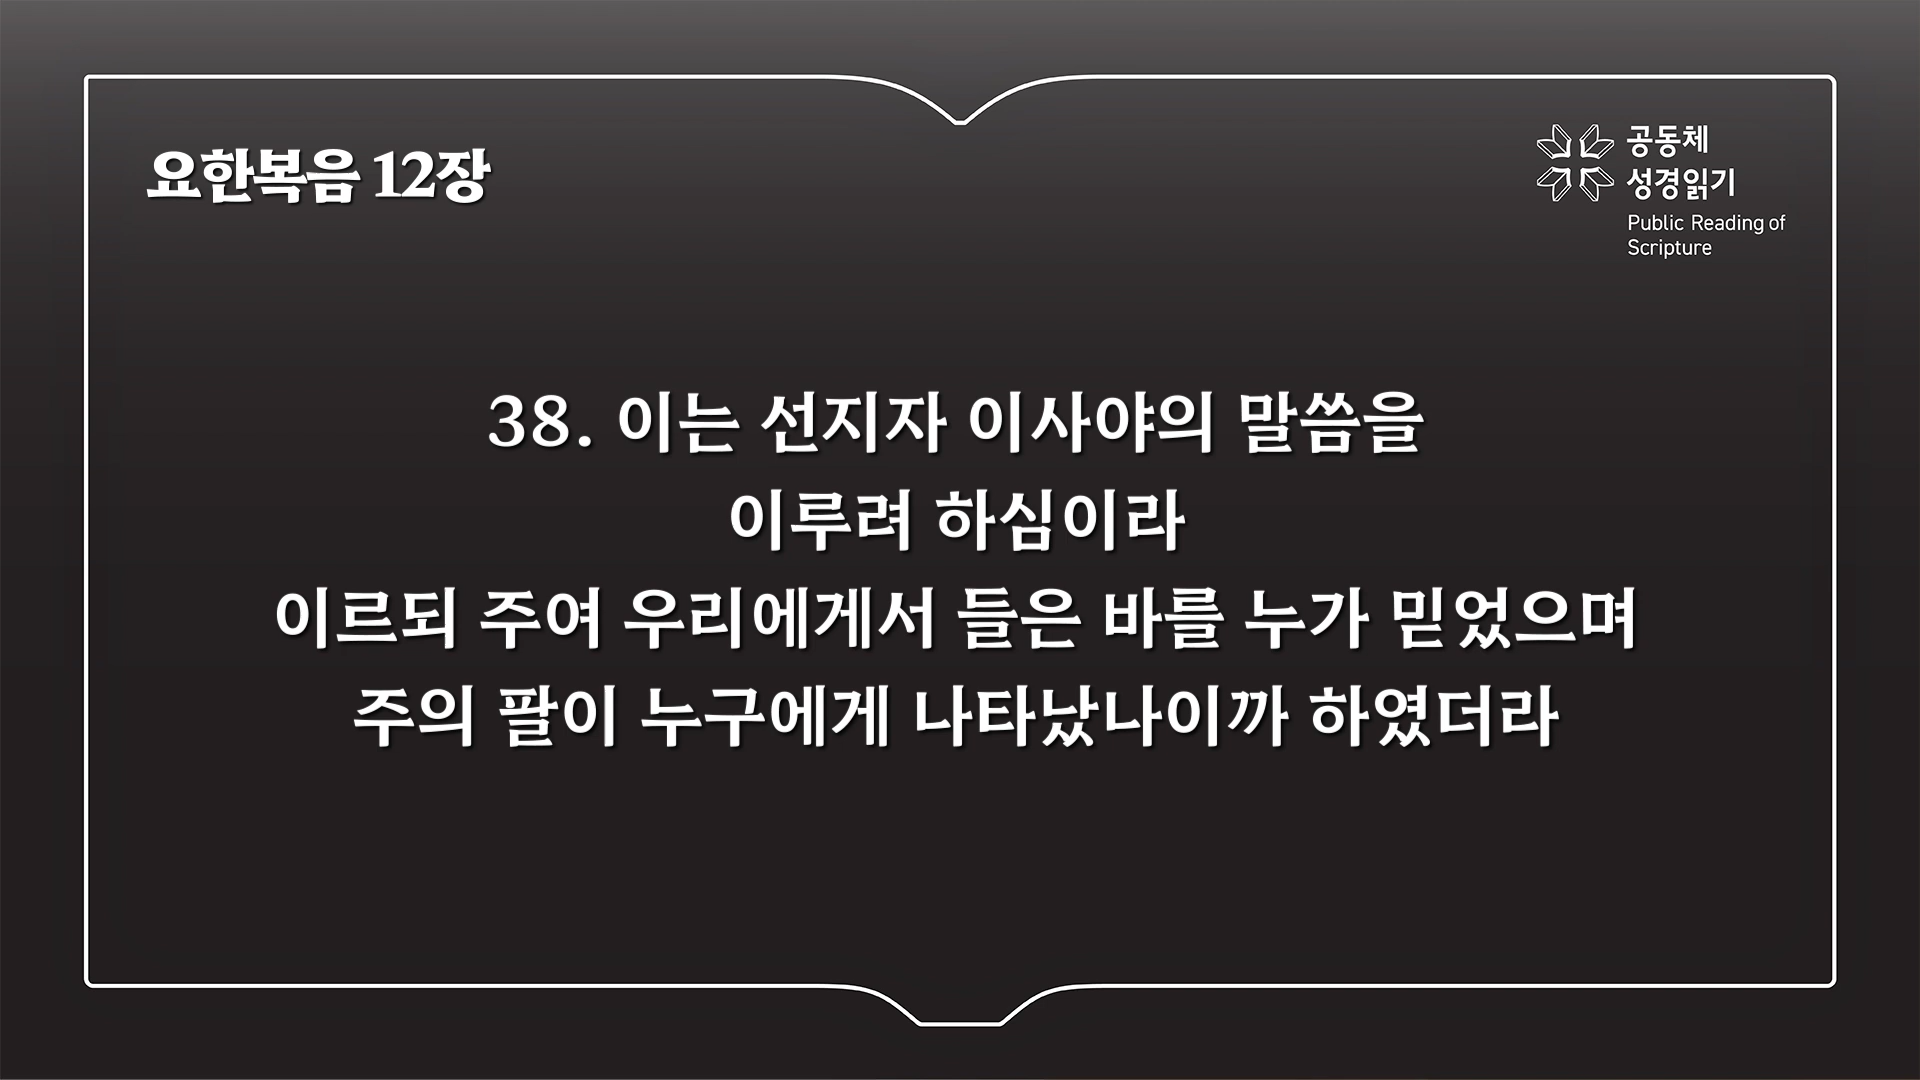 요한복음 12장
공동체
성경읽기
Public Reading of
Scripture
38. 이는 선지자 이사야의 말씀을
이루려 하심이라
이르되 주여 우리에게서 들은 바를 누가 믿었으며
주의 팔이 누구에게 나타났나이까 하였더라